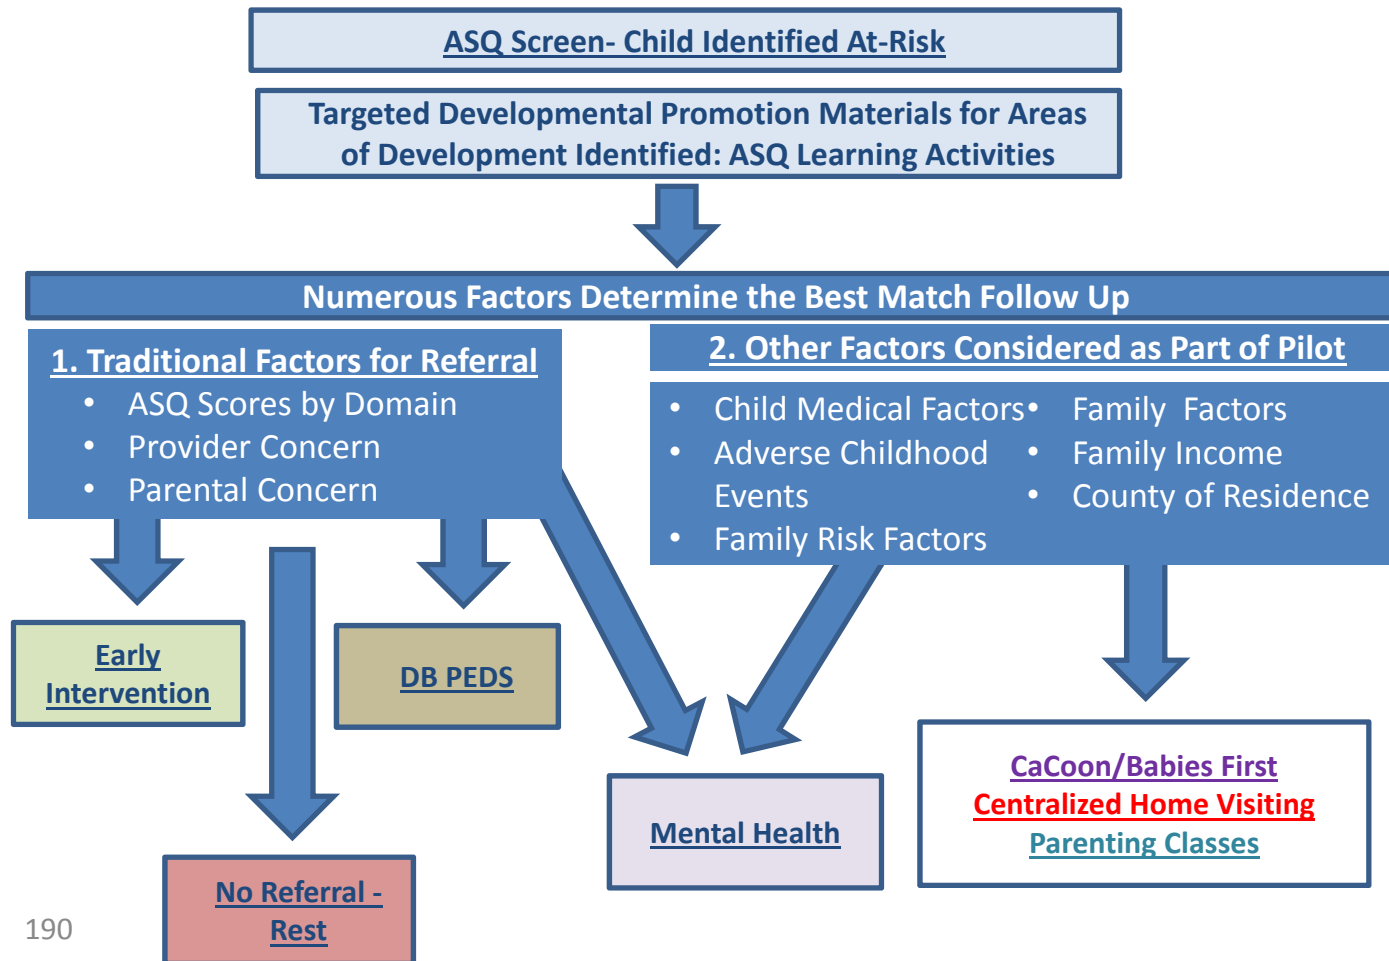 ASQ Screen- Child Identified At-Risk
Targeted Developmental Promotion Materials for Areas
of Development Identified: ASQ Learning Activities
Numerous Factors Determine the Best Match Follow Up
1. Traditional Factors for Referral
• ASQ Scores by Domain
• Provider Concern
• Parental Concern
2. Other Factors Considered as Part of Pilot
• Child Medical Factors
• Adverse Childhood
Events
• Family Risk Factors
• Family Factors
• Family Income
• County of Residence
Early
Intervention
DB PEDS
No Referral -
Rest
Mental Health
CaCoon/Babies First
Centralized Home Visiting
Parenting Classes
190